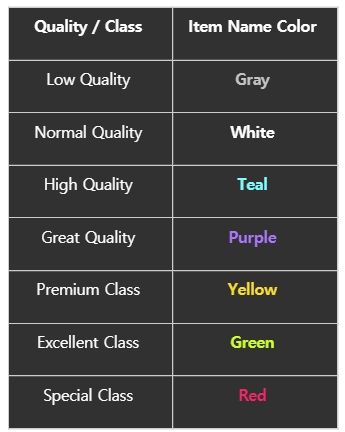 Quality / Class Item Name Color
Low Quality Gray
Normal Quality White
High Quality Teal
Great Quality Purple
Premium Class Yellow
Excellent Class Green
Special Class Red